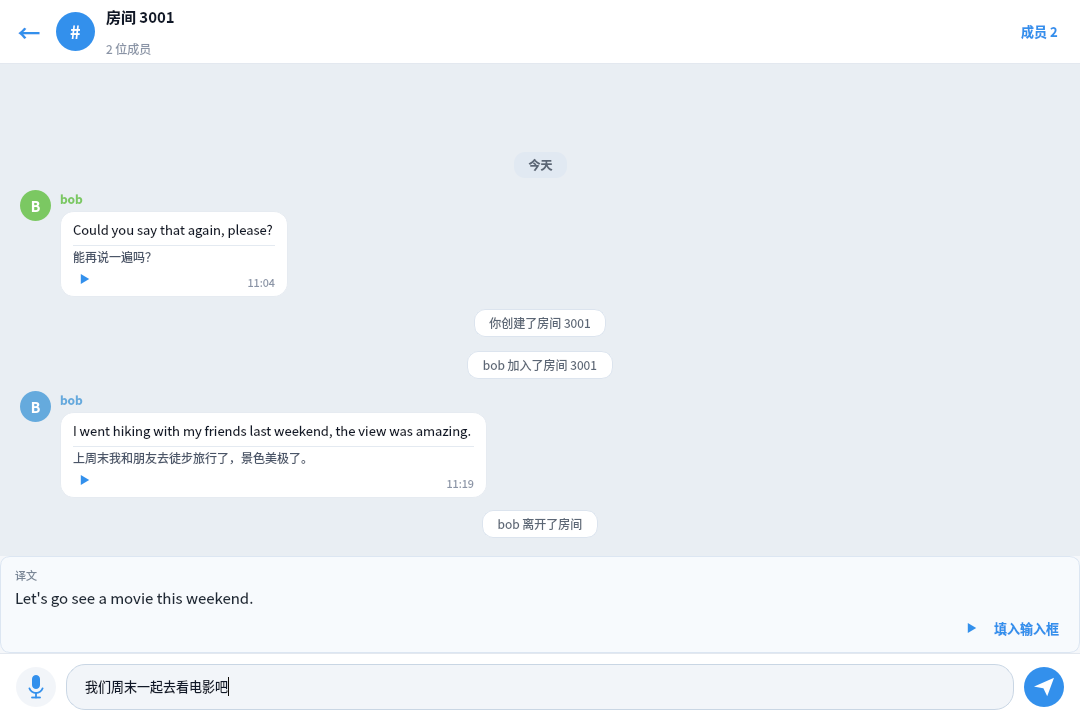 #
房间 3001
2 位成员
成员 2
今天
B
bob
Could you say that again, please?
能再说一遍吗？
11:04
你创建了房间 3001
bob 加入了房间 3001
B
bob
I went hiking with my friends last weekend, the view was amazing.
上周末我和朋友去徒步旅行了，景色美极了。
11:19
bob 离开了房间
译文
Let's go see a movie this weekend.
填入输入框
我们周末一起去看电影吧